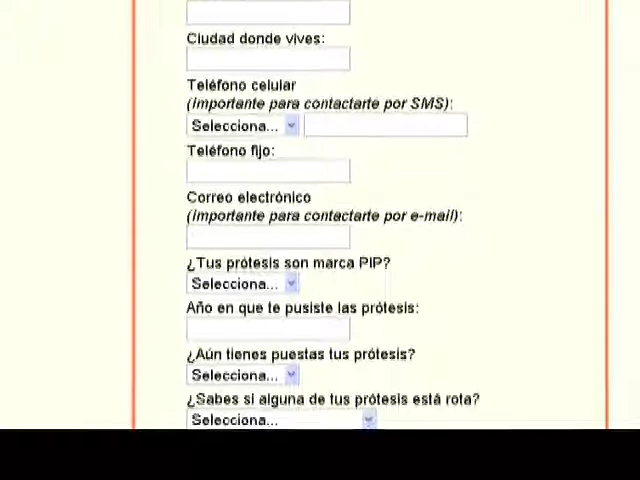 Ciudad donde vives:
Teléfono celular
(Importante para contactarte por SMS):
Selecciona...
Teléfono fijo:
Correo electrónico
(Importante para contactarte por e-mail):
¿Tus prótesis son marca PIP?
Selecciona...
Año en que te pusiste las prótesis:
¿Aún tienes puestas tus prótesis?
Selecciona...
¿Sabes si alguna de tus prótesis está rota?
Selecciona...